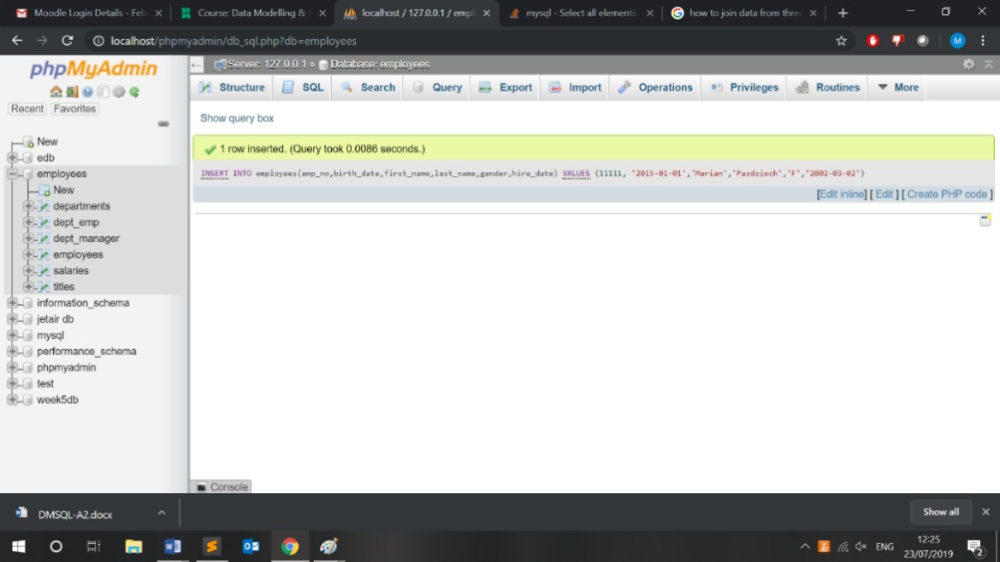 Moodle Login Details - Feb
Course: Data Modelling & S
localhost / 127.0.0.1 / empl
mysql - Select all elements
how to join data from three
localhost/phpmyadmin/db_sql.php?db=employees
M
phpMyAdmin
Recent Favorites
New
edb
employees
New
departments
dept_emp
dept_manager
employees
salaries
titles
information_schema
jetair db
mysql
performance_schema
phpmyadmin
test
week5db
Server: 127.0.0.1 » Database: employees
Structure SQL Search Query Export Import Operations Privileges Routines More
Show query box
1 row inserted. (Query took 0.0086 seconds.)
INSERT INTO employees(emp_no,birth_date,first_name,last_name,gender,hire_date) VALUES (11111, '2015-01-01','Marian','Pazdzioch','F','2002-03-02')
[Edit inline] [ Edit ] [ Create PHP code ]
Console
DMSQL-A2.docx
Show all
ENG
12:25
23/07/2019
2